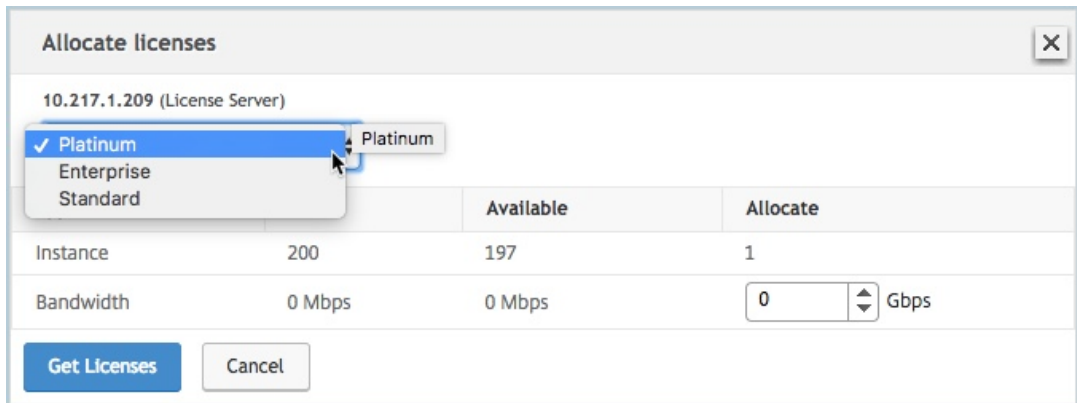 Allocate licenses
10.217.1.209 (License Server)
✓ Platinum
Platinum
Enterprise
Standard
Available Allocate
Instance 200 197 1
Bandwidth 0 Mbps 0 Mbps 0 Gbps
Get Licenses Cancel